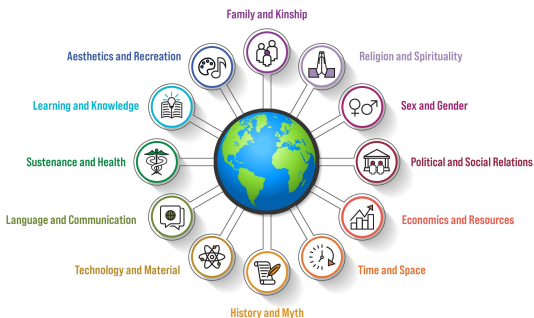 Family and Kinship
Aesthetics and Recreation
Religion and Spirituality
Learning and Knowledge
Sex and Gender
Sustenance and Health
Political and Social Relations
Language and Communication
Economics and Resources
Technology and Material
Time and Space
History and Myth